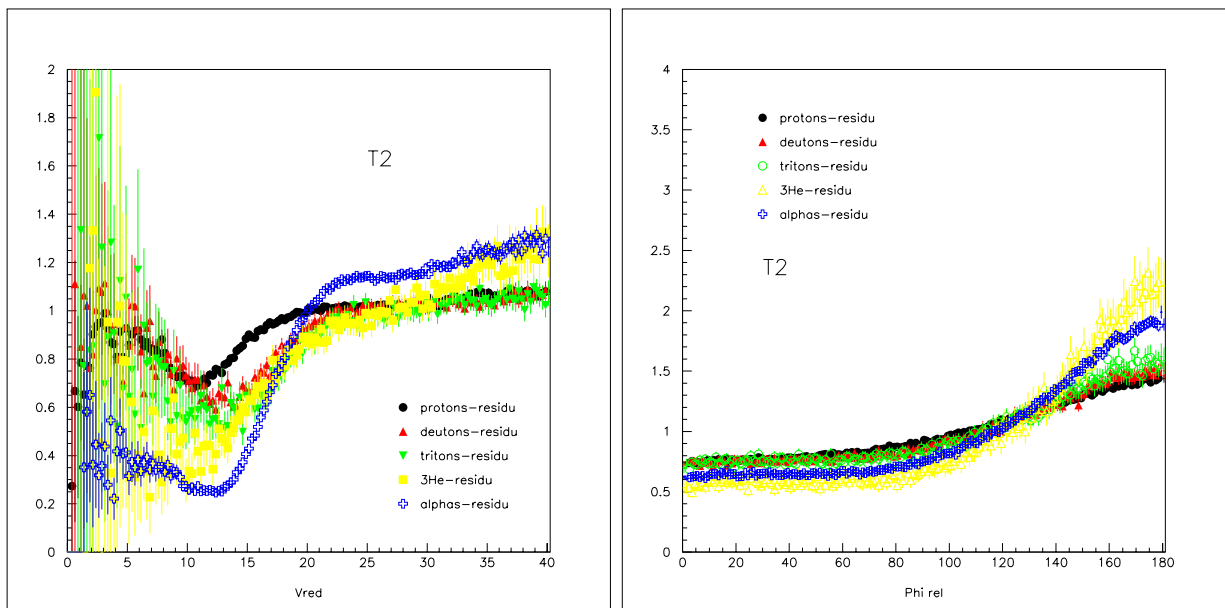 2
1.8
1.6
T2
1.4
1.2
1
0.8
0.6
protons-residu
deutons-residu
0.4
tritons-residu
3He-residu
0.2
alphas-residu
0
0 5 10 15 20 25 30 35 40
Vred
4
3.5
protons-residu
deutons-residu
3
tritons-residu
3He-residu
alphas-residu
2.5
T2
2
1.5
1
0.5
0
0 20 40 60 80 100 120 140 160 180
Phi rel